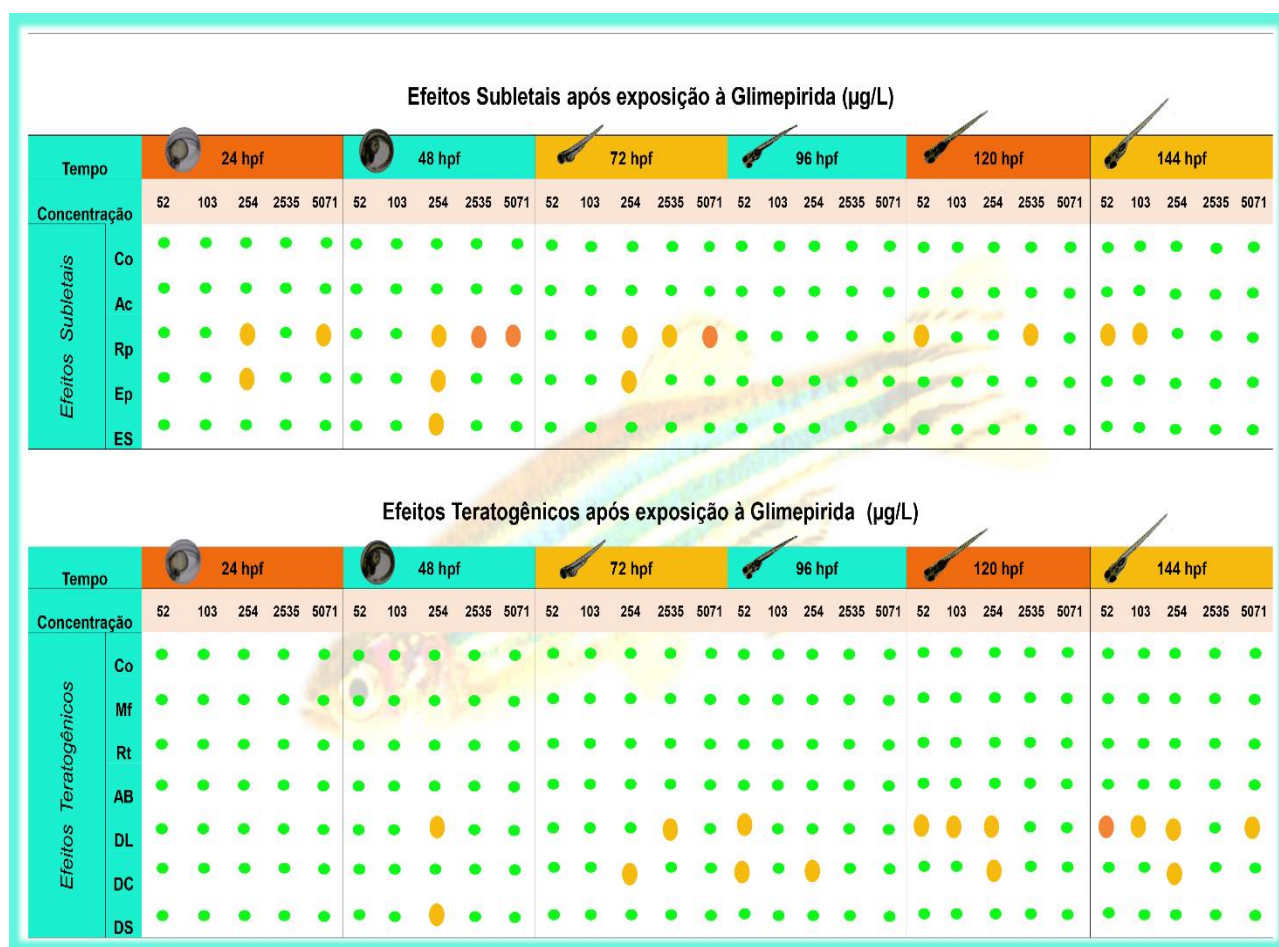 Efeitos Subletais após exposição à Glimepirida (µg/L)
Tempo 24 hpf 48 hpf 72 hpf 96 hpf 120 hpf 144 hpf
Concentração 52 103 254 2535 5071 52 103 254 2535 5071 52 103 254 2535 5071 52 103 254 2535 5071 52 103 254 2535 5071 52 103 254 2535 5071
Efeitos Subletais
Co
Ac
Rp
Ep
ES
Efeitos Teratogênicos após exposição à Glimepirida (µg/L)
Tempo 24 hpf 48 hpf 72 hpf 96 hpf 120 hpf 144 hpf
Concentração 52 103 254 2535 5071 52 103 254 2535 5071 52 103 254 2535 5071 52 103 254 2535 5071 52 103 254 2535 5071 52 103 254 2535 5071
Efeitos Teratogênicos
Co
Mf
Rt
AB
DL
DC
DS